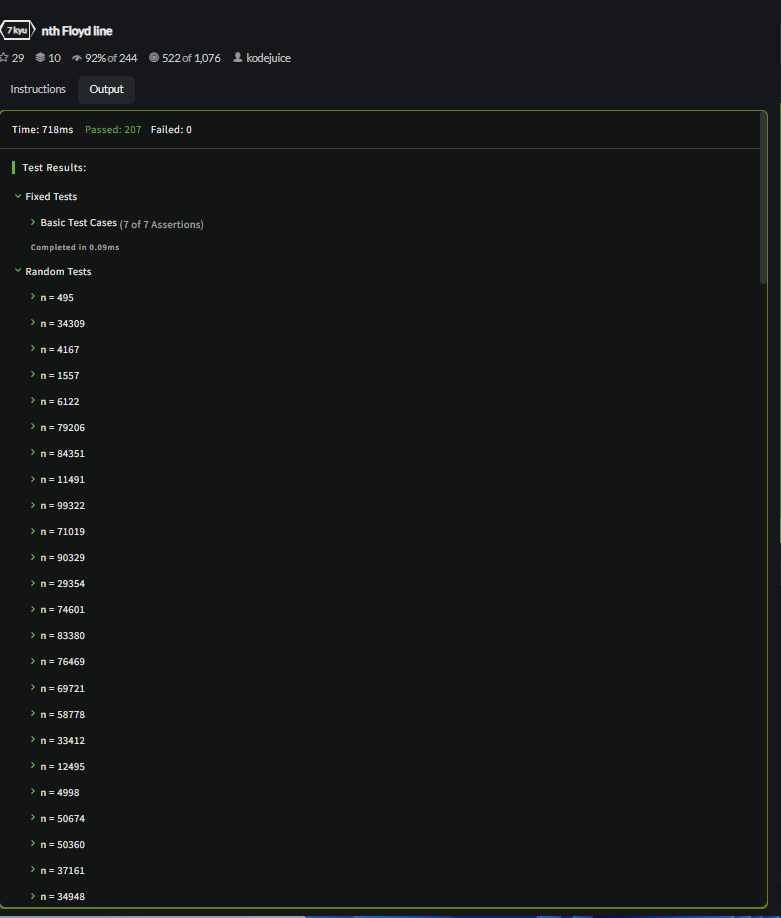 7 kyu nth Floyd line
29 10 92% of 244 522 of 1,076 kodejuice
Instructions Output
Time: 718ms Passed: 207 Failed: 0
Test Results:
Fixed Tests
Basic Test Cases (7 of 7 Assertions)
Completed in 0.09ms
Random Tests
n = 495
n = 34309
n = 4167
n = 1557
n = 6122
n = 79206
n = 84351
n = 11491
n = 99322
n = 71019
n = 90329
n = 29354
n = 74601
n = 83380
n = 76469
n = 69721
n = 58778
n = 33412
n = 12495
n = 4998
n = 50674
n = 50360
n = 37161
n = 34948